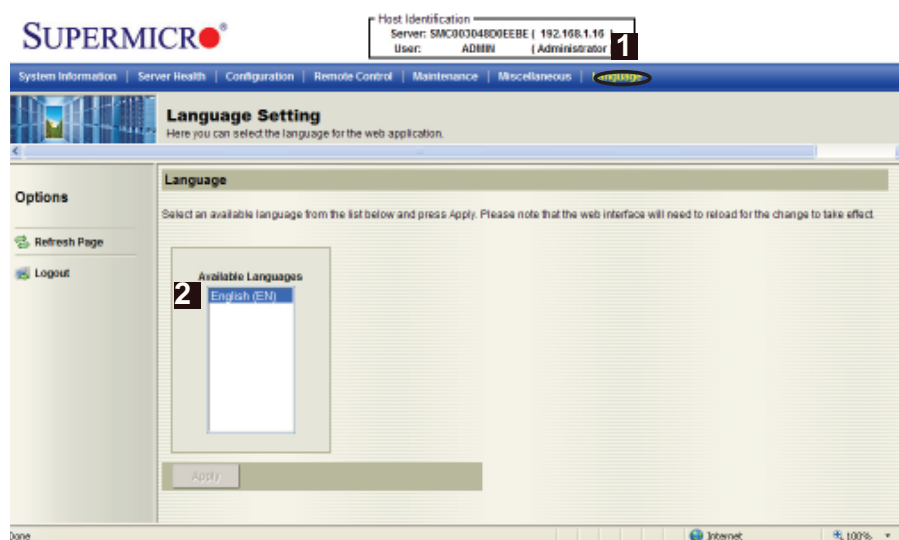 SUPERMICRO
Host Identification
Server: SMC003048D0EEBE ( 192.168.1.16
User: ADMIN ( Administrator
1
System Information | Server Health | Configuration | Remote Control | Maintenance | Miscellaneous | Language
Language Setting
Here you can select the language for the web application.
Options
Refresh Page
Logout
Language
Select an available language from the list below and press Apply. Please note that the web interface will need to reload for the change to take effect.
Available Languages
2
English (EN)
Apply
Done
Internet
100%